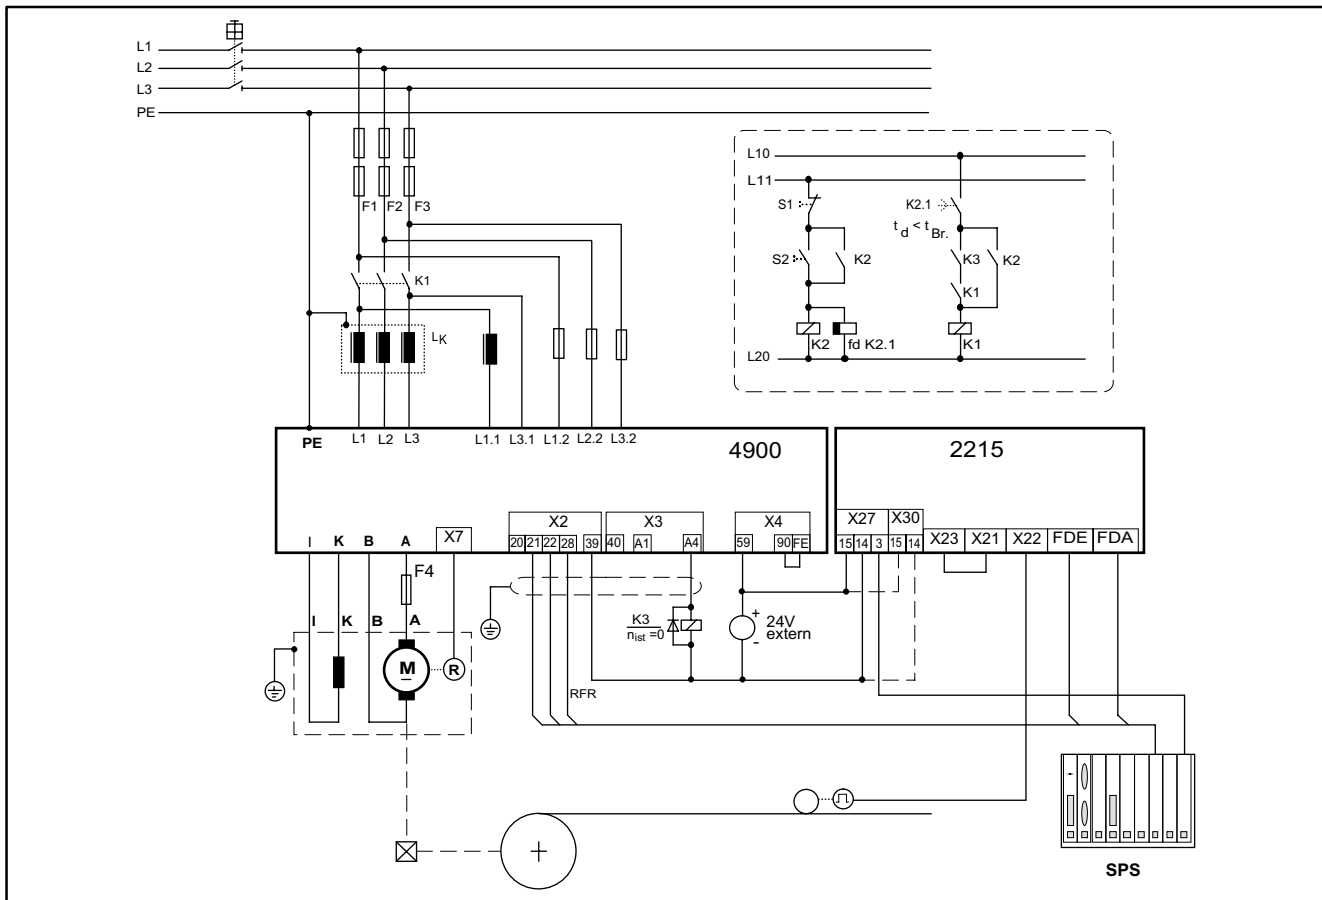 L1
L2
L3
PE
F1 F2 F3
K1
LK
L10
L11
S1
K2.1
td < tBr.
S2
K2
K3
K2
K1
K2
fd K2.1
K1
L20
PE
L1 L2 L3
L1.1 L3.1 L1.2 L2.2 L3.2
4900
2215
X7
X2
X3
X4
X27 X30
20 21 22 28 39 40 A1 A4 59 90 FE
15 14 3 15 14
X23 X21 X22 FDE FDA
I K B A
F4
I K B A
K3
nist =0
+
24V
extern
-
M
R
RFR
SPS